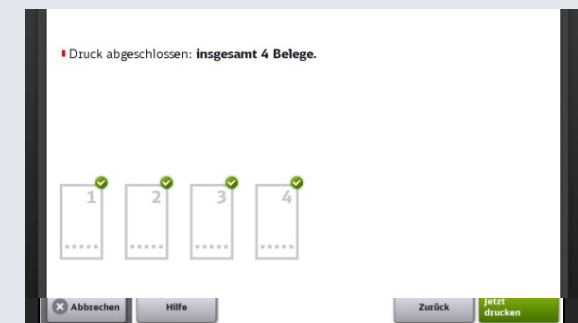 Druck abgeschlossen: insgesamt 4 Belege.
1 2 3 4
Abbrechen Hilfe Zurück Jetzt
drucken